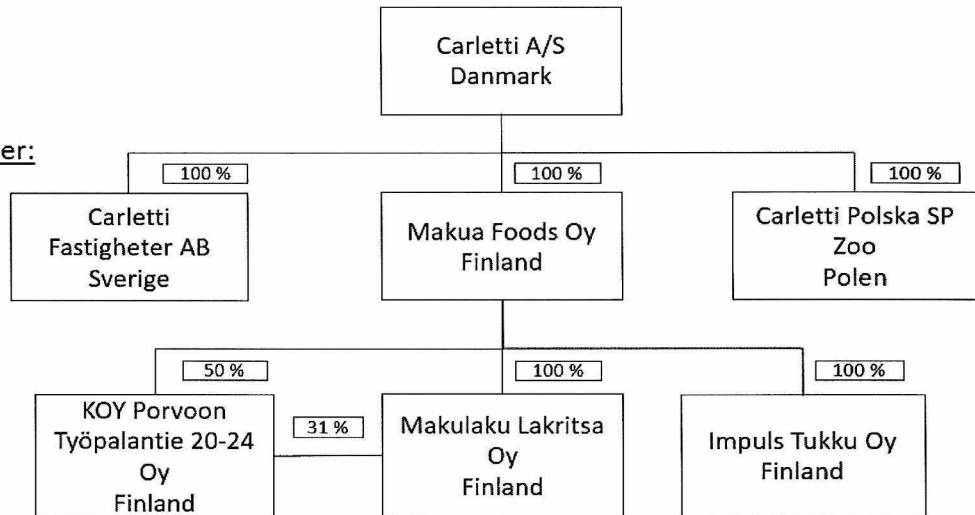 Carletti A/S
Danmark
er:
100 %
100 %
100 %
Carletti
Fastigheter AB
Sverige
Makua Foods Oy
Finland
Carletti Polska SP
Zoo
Polen
50 %
100 %
100 %
KOY Porvoon
Työpalantie 20-24
Oy
Finland
31 %
Makulaku Lakritsa
Oy
Finland
Impuls Tukku Oy
Finland